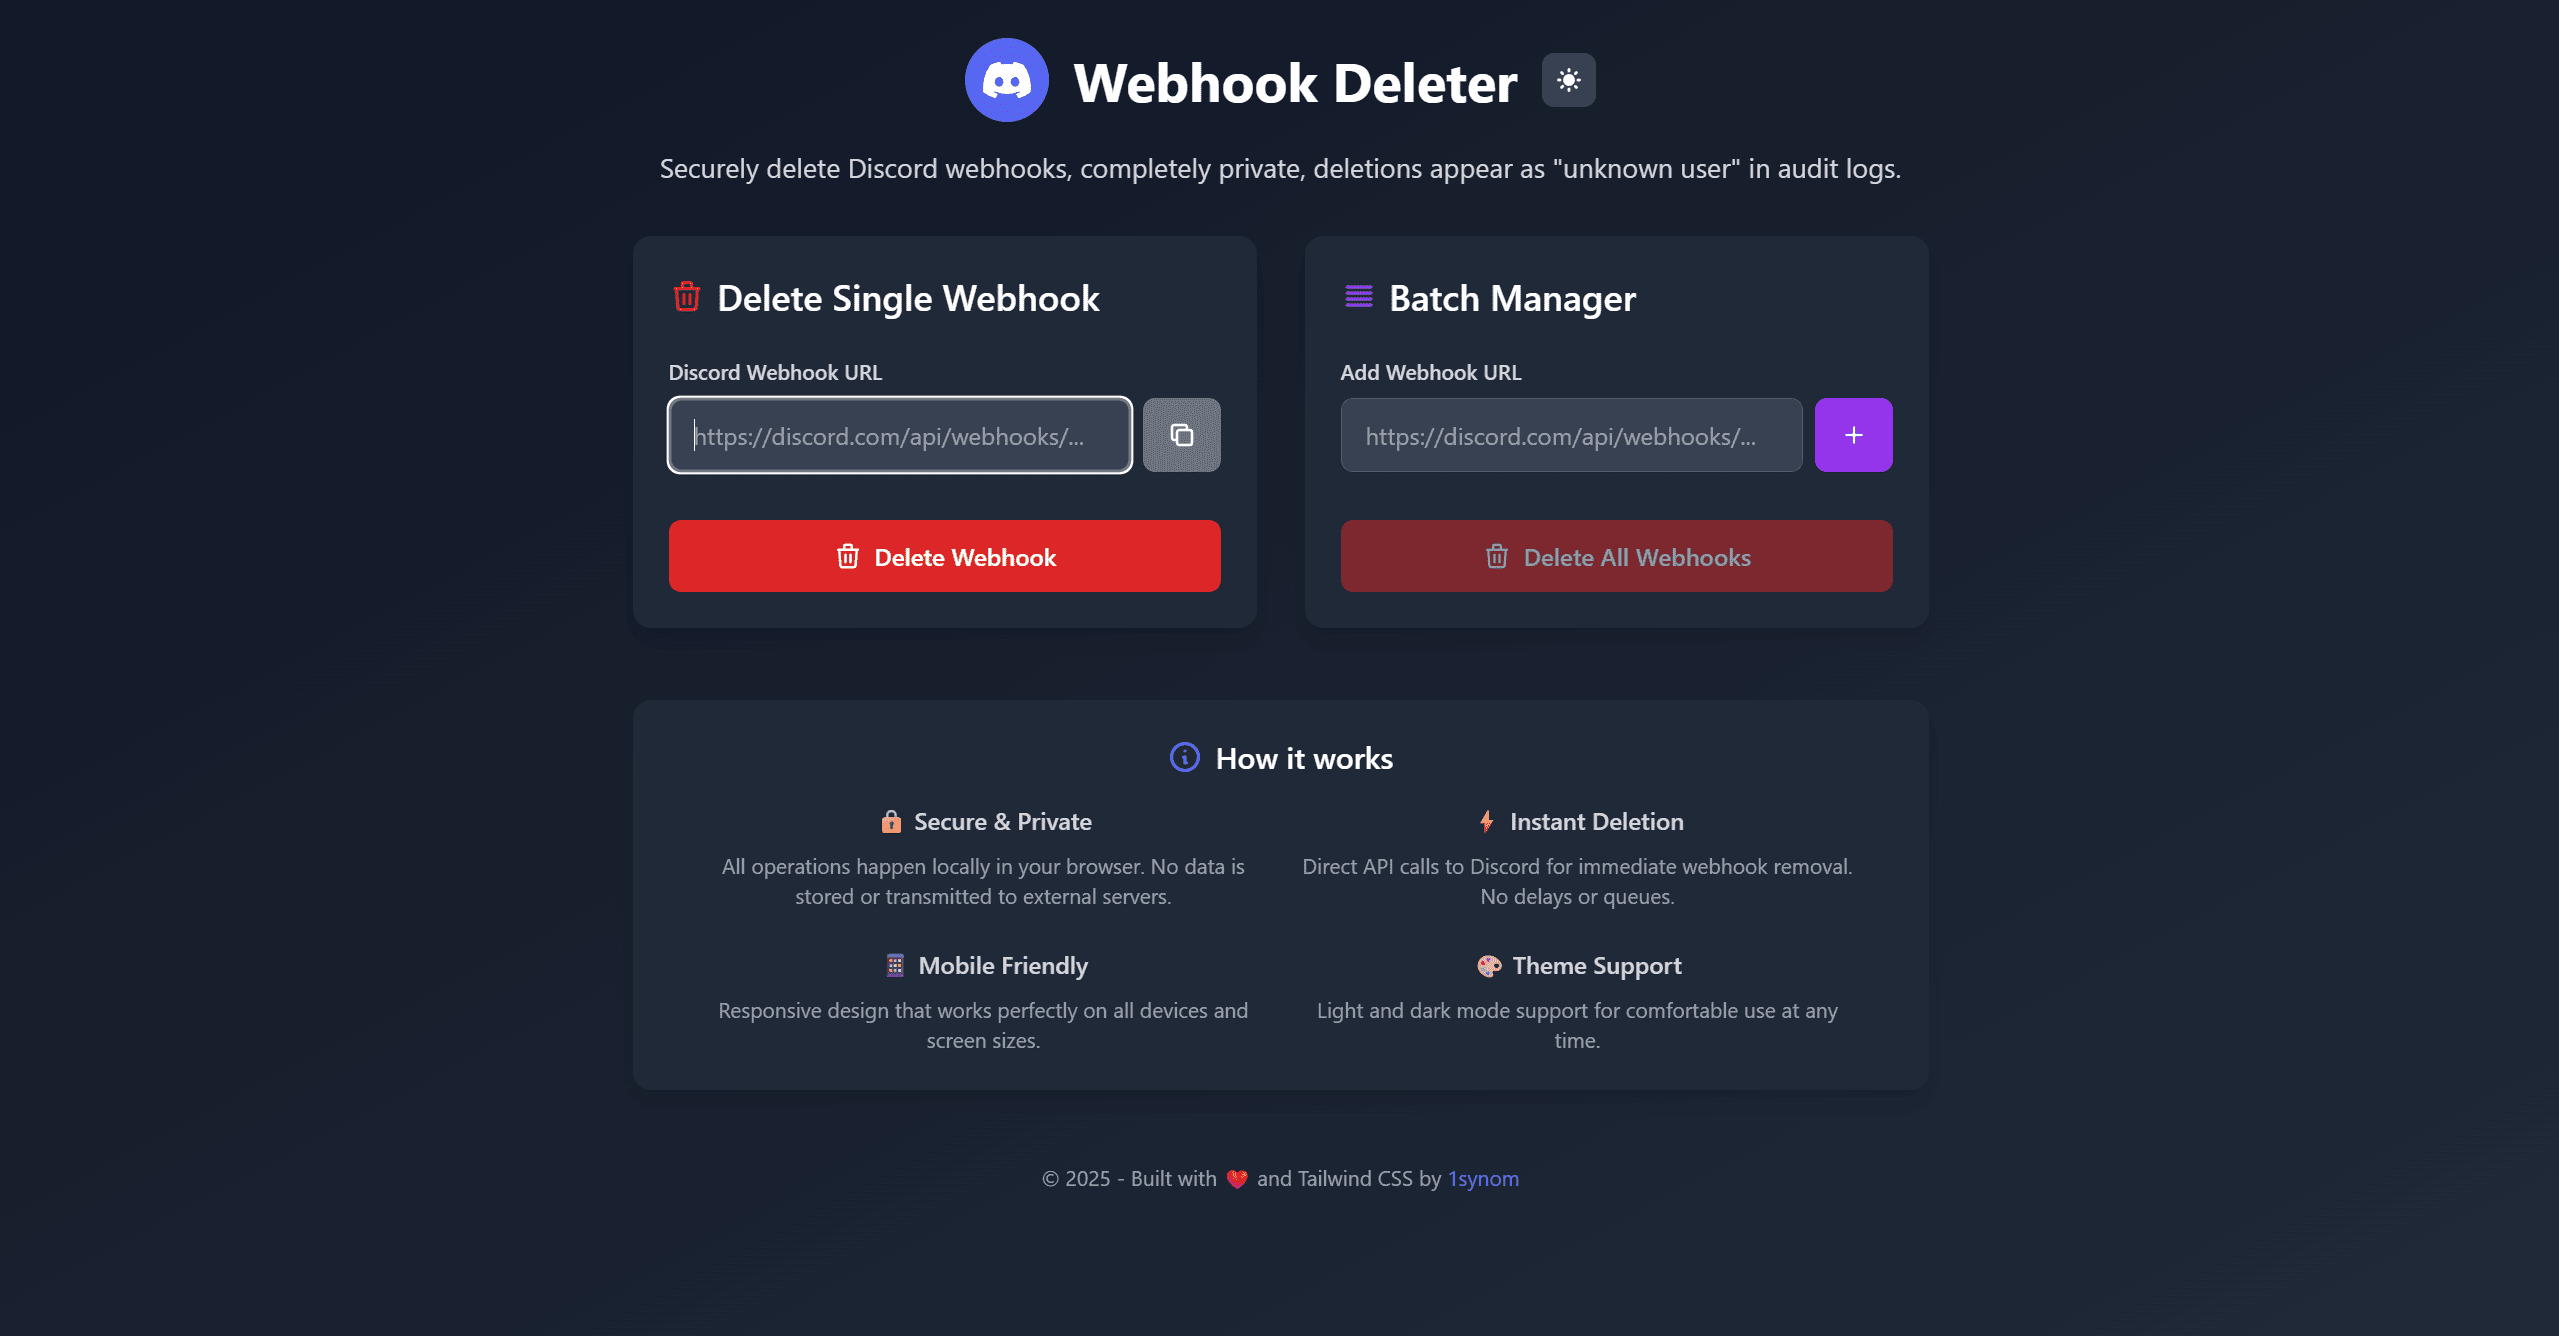 Webhook Deleter
Securely delete Discord webhooks, completely private, deletions appear as "unknown user" in audit logs.
Delete Single Webhook
Discord Webhook URL
https://discord.com/api/webhooks/...
Delete Webhook
Batch Manager
Add Webhook URL
https://discord.com/api/webhooks/...
+
Delete All Webhooks
How it works
Secure & Private
All operations happen locally in your browser. No data is
stored or transmitted to external servers.
Instant Deletion
Direct API calls to Discord for immediate webhook removal.
No delays or queues.
Mobile Friendly
Responsive design that works perfectly on all devices and
screen sizes.
Theme Support
Light and dark mode support for comfortable use at any
time.
© 2025 - Built with ❤️ and Tailwind CSS by 1synom